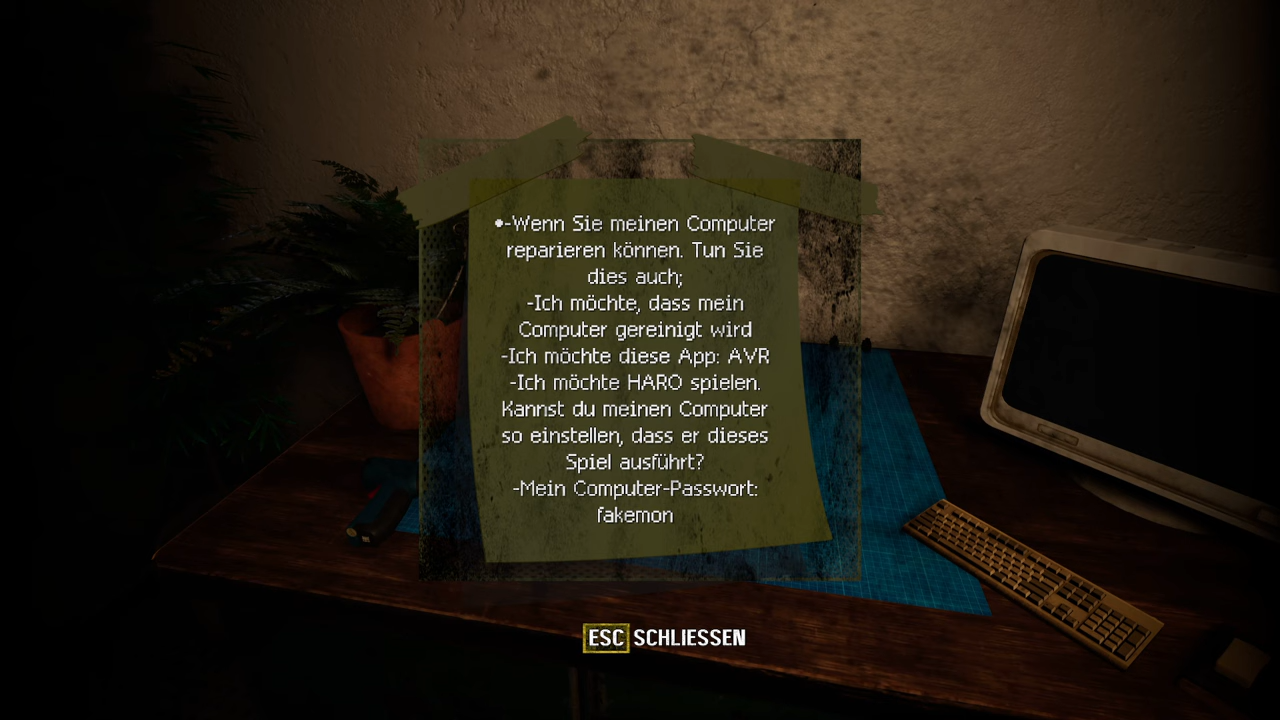 •-Wenn Sie meinen Computer
reparieren können. Tun Sie
dies auch;
-Ich möchte, dass mein
Computer gereinigt wird
-Ich möchte diese App: AVR
-Ich möchte HARO spielen.
Kannst du meinen Computer
so einstellen, dass er dieses
Spiel ausführt?
-Mein Computer-Passwort:
fakemon
ESC SCHLIESSEN